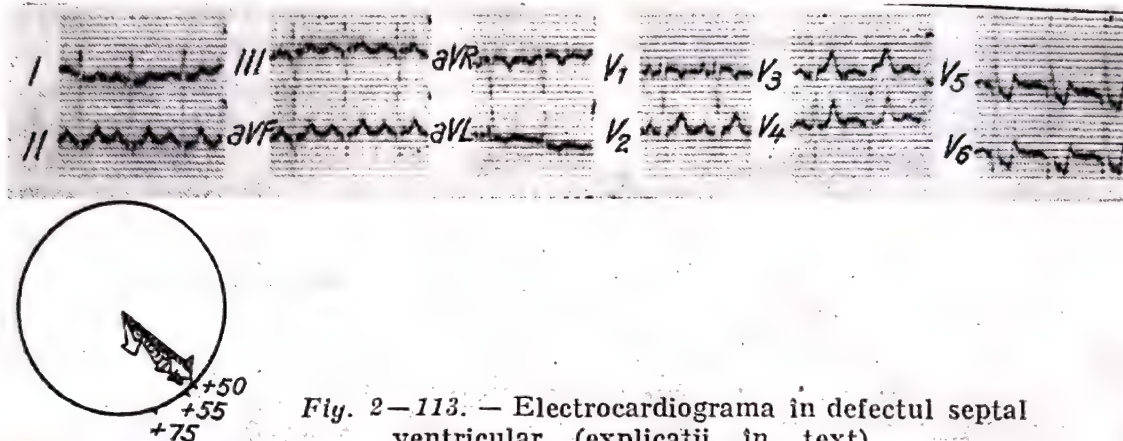 I III aVR V1 V3 V5
II aVF aVL V2 V4 V6
+50
+55
+75
Fig. 2—113. — Electrocardiograma în defectul septal
ventricular (explicații în text)